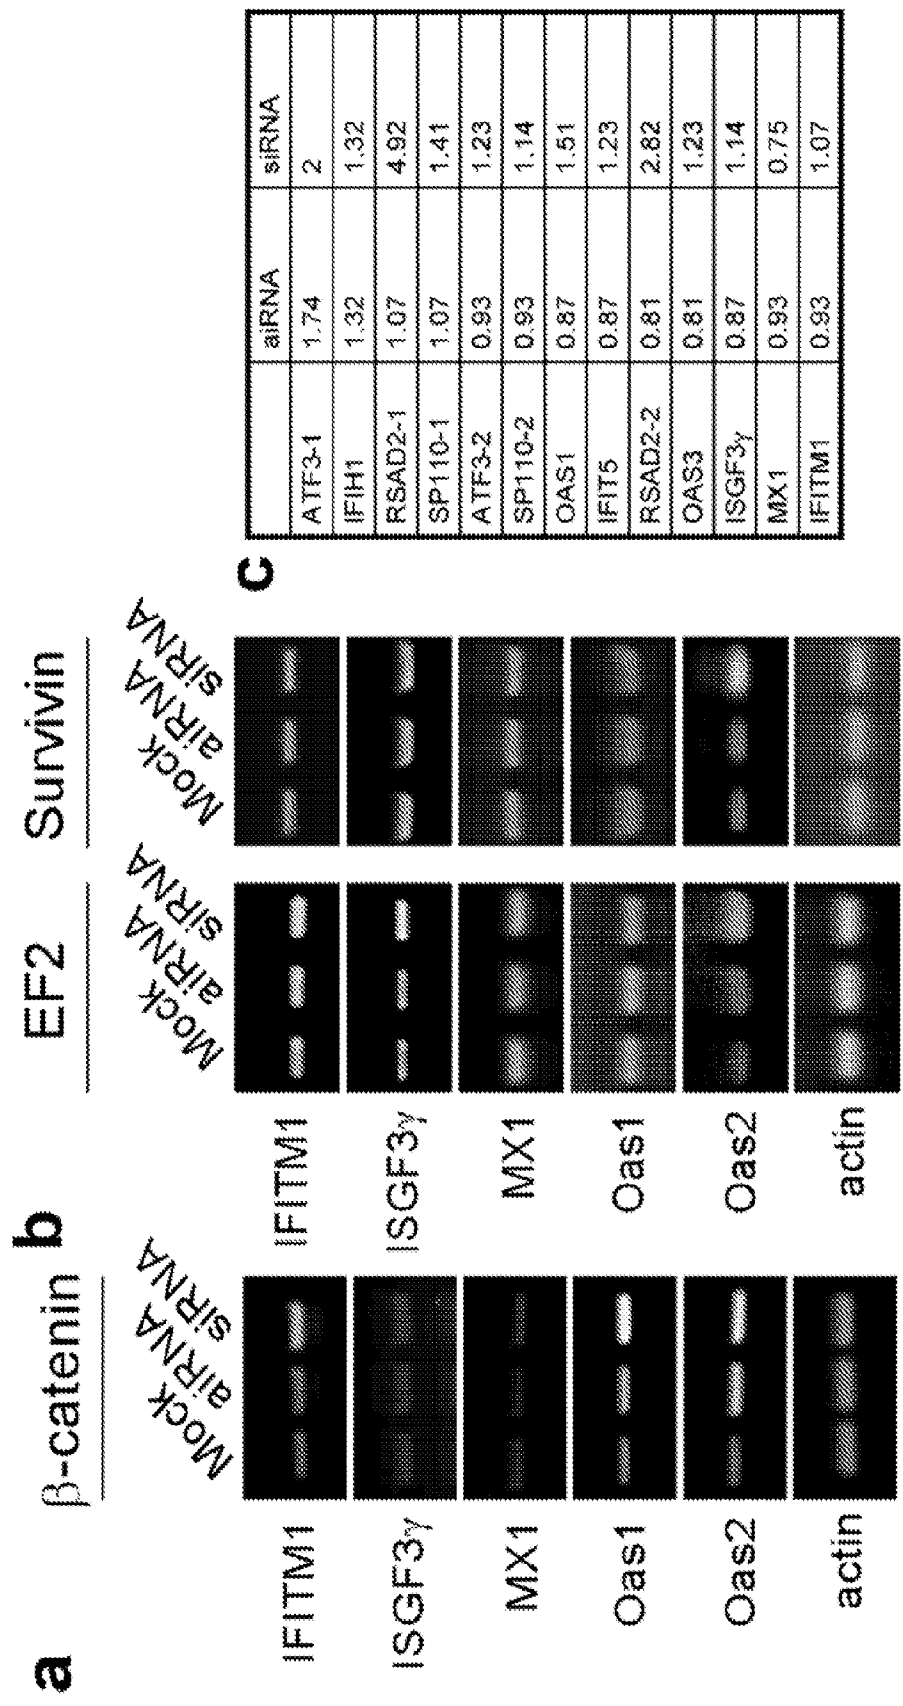 a
β-catenin
Mock aiRNA siRNA
IFITM1
ISGF3γ
MX1
Oas1
Oas2
actin
b
EF2 Survivin
Mock aiRNA siRNA Mock aiRNA siRNA
IFITM1
ISGF3γ
MX1
Oas1
Oas2
actin
c
aiRNA siRNA
ATF3-1 1.74 2
IFIH1 1.32 1.32
RSAD2-1 1.07 4.92
SP110-1 1.07 1.41
ATF3-2 0.93 1.23
SP110-2 0.93 1.14
OAS1 0.87 1.51
IFIT5 0.87 1.23
RSAD2-2 0.81 2.82
OAS3 0.81 1.23
ISGF3γ 0.87 1.14
MX1 0.93 0.75
IFITM1 0.93 1.07